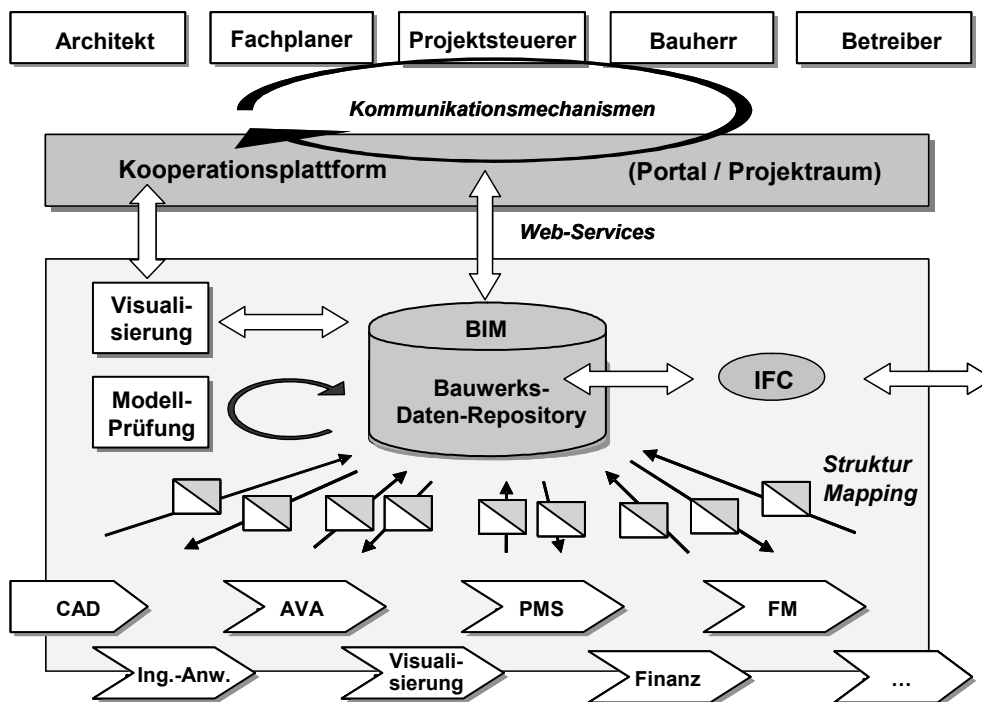 Architekt
Fachplaner
Projektsteuerer
Bauherr
Betreiber
Kommunikationsmechanismen
Kooperationsplattform
(Portal / Projektraum)
Web-Services
Visuali-
sierung
BIM
Bauwerks-
Daten-Repository
IFC
Modell-
Prüfung
Struktur
Mapping
CAD
AVA
PMS
FM
Ing.-Anw.
Visuali-
sierung
Finanz
...